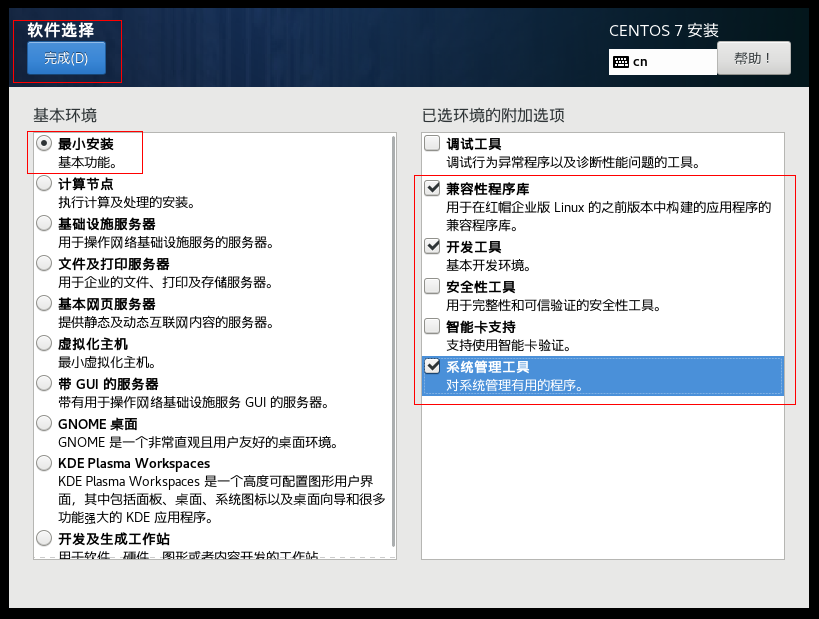 软件选择
完成(D)
CENTOS 7 安装
cn
帮助！
基本环境
最小安装
基本功能。
计算节点
执行计算及处理的安装。
基础设施服务器
用于操作网络基础设施服务的服务器。
文件及打印服务器
用于企业的文件、打印及存储服务器。
基本网页服务器
提供静态及动态互联网内容的服务器。
虚拟化主机
最小虚拟化主机。
带 GUI 的服务器
带有用于操作网络基础设施服务 GUI 的服务器。
GNOME 桌面
GNOME 是一个非常直观且用户友好的桌面环境。
KDE Plasma Workspaces
KDE Plasma Workspaces 是一个高度可配置图形用户界
面，其中包括面板、桌面、系统图标以及桌面向导和很多
功能强大的 KDE 应用程序。
开发及生成工作站
用于软件、硬件、图形或者内容开发的工作站
已选环境的附加选项
调试工具
调试行为异常程序以及诊断性能问题的工具。
兼容性程序库
用于在红帽企业版 Linux 的之前版本中构建的应用程序的
兼容程序库。
开发工具
基本开发环境。
安全性工具
用于完整性和可信验证的安全性工具。
智能卡支持
支持使用智能卡验证。
系统管理工具
对系统管理有用的程序。